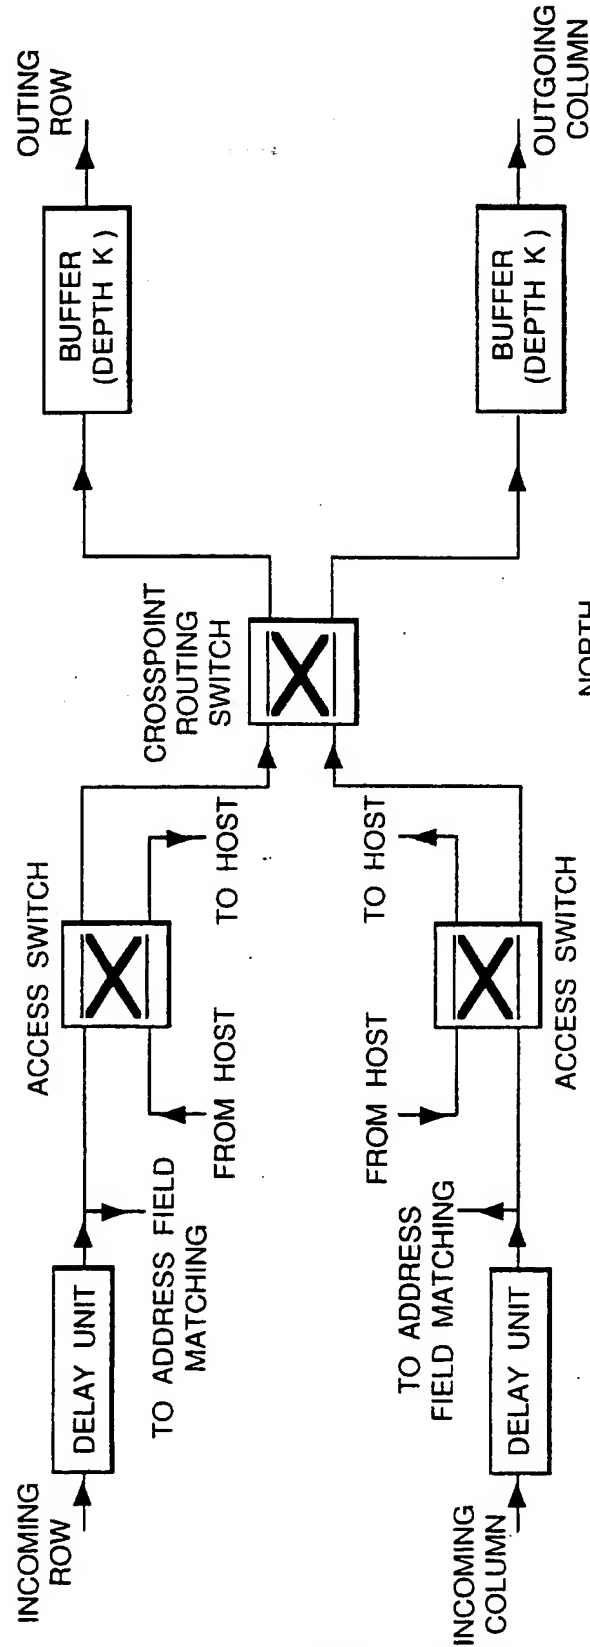 INCOMING
ROW
DELAY UNIT
TO ADDRESS FIELD
MATCHING
ACCESS SWITCH
FROM HOST
TO HOST
CROSSPOINT
ROUTING
SWITCH
BUFFER
(DEPTH K)
OUTING
ROW
INCOMING
COLUMN
DELAY UNIT
TO ADDRESS
FIELD MATCHING
FROM HOST
TO HOST
ACCESS SWITCH
BUFFER
(DEPTH K)
OUTGOING
COLUMN
NORTH